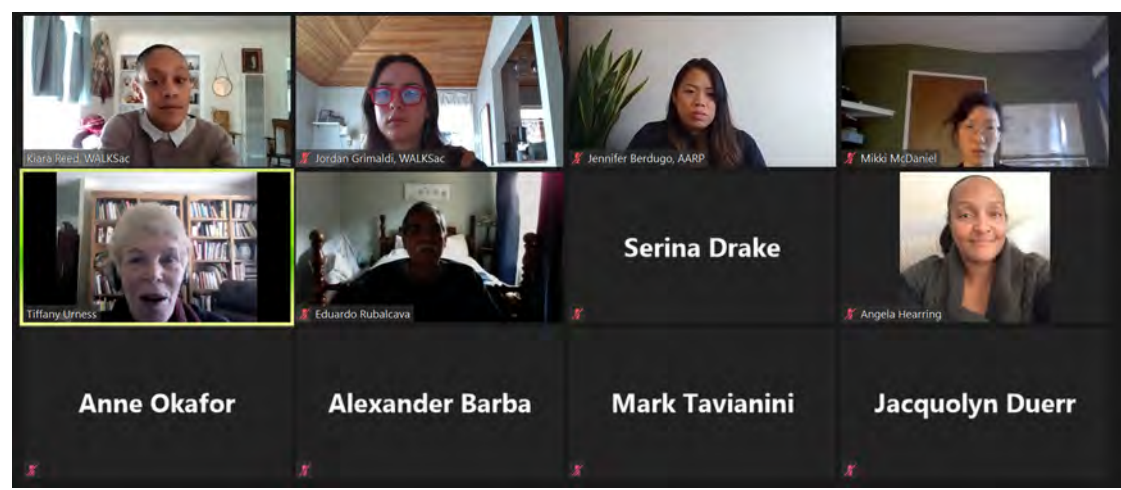 Kiara Reed, WALKSac
Jordan Grimaldi, WALKSac
Jennifer Berdugo, AARP
Mikki McDaniel
Tiffany Urness
Eduardo Rubalcava
Serina Drake
Angela Hearring
Anne Okafor
Alexander Barba
Mark Tavianini
Jacquolyn Duerr